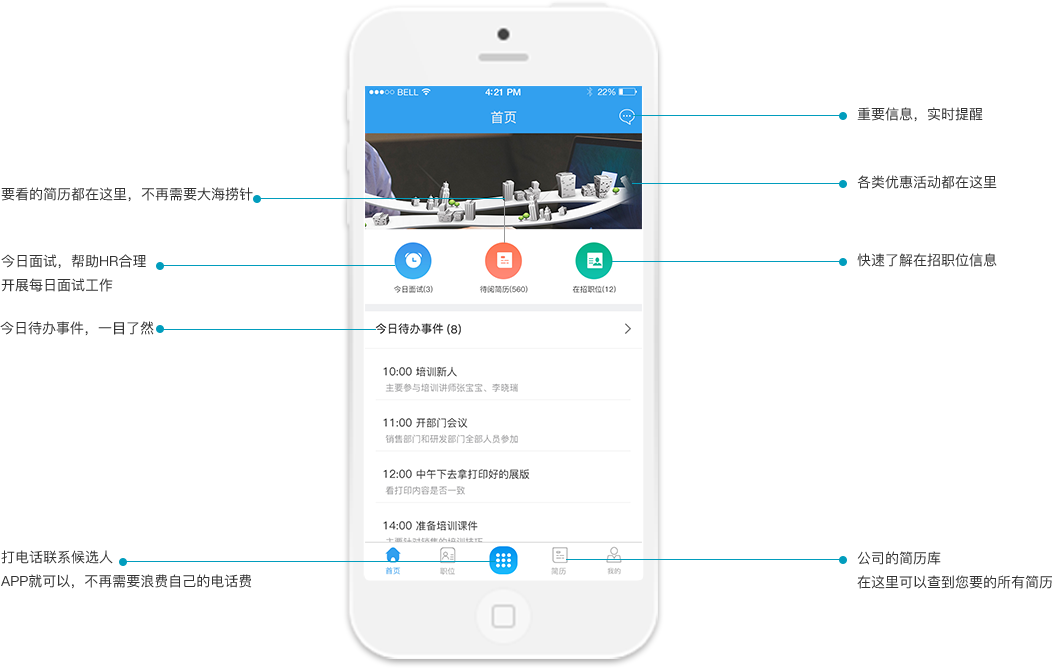 BELL 4:21 PM 22%
首页
重要信息，实时提醒
各类优惠活动都在这里
要看的简历都在这里，不再需要大海捞针
今日面试，帮助HR合理
开展每日面试工作
快速了解在招职位信息
今日面试(3) 待阅简历(560) 在招职位(12)
今日待办事件，一目了然
今日待办事件 (8)
10:00 培训新人
主要参与培训讲师张宝宝、李晓瑞
11:00 开部门会议
销售部门和研发部门全部人员参加
12:00 中午下去拿打印好的展版
看打印内容是否一致
14:00 准备培训课件
主要针对销售的培训技巧
首页 职位 简历 我的
打电话联系候选人
APP就可以，不再需要浪费自己的电话费
公司的简历库
在这里可以查到您要的所有简历